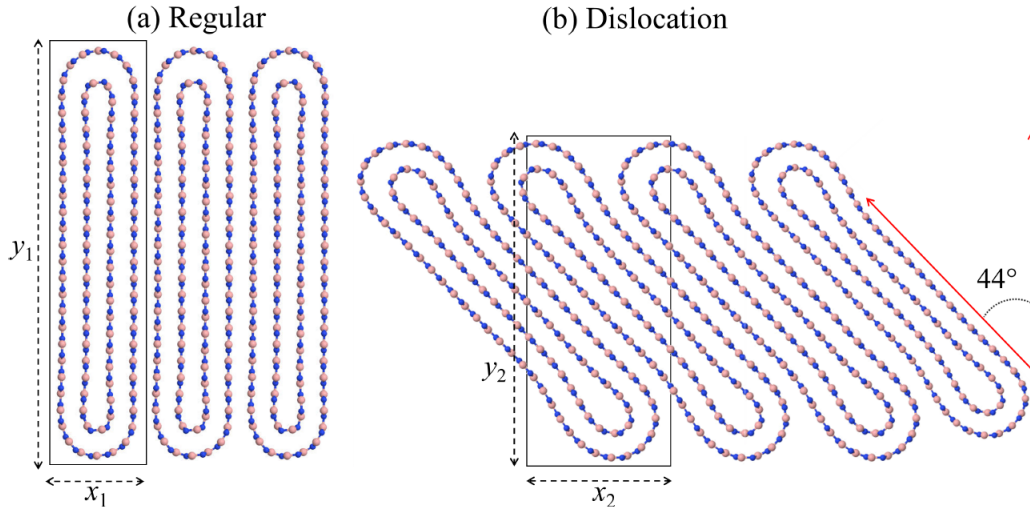 (a) Regular
(b) Dislocation
y₁
44°
y₂
x₁
x₂